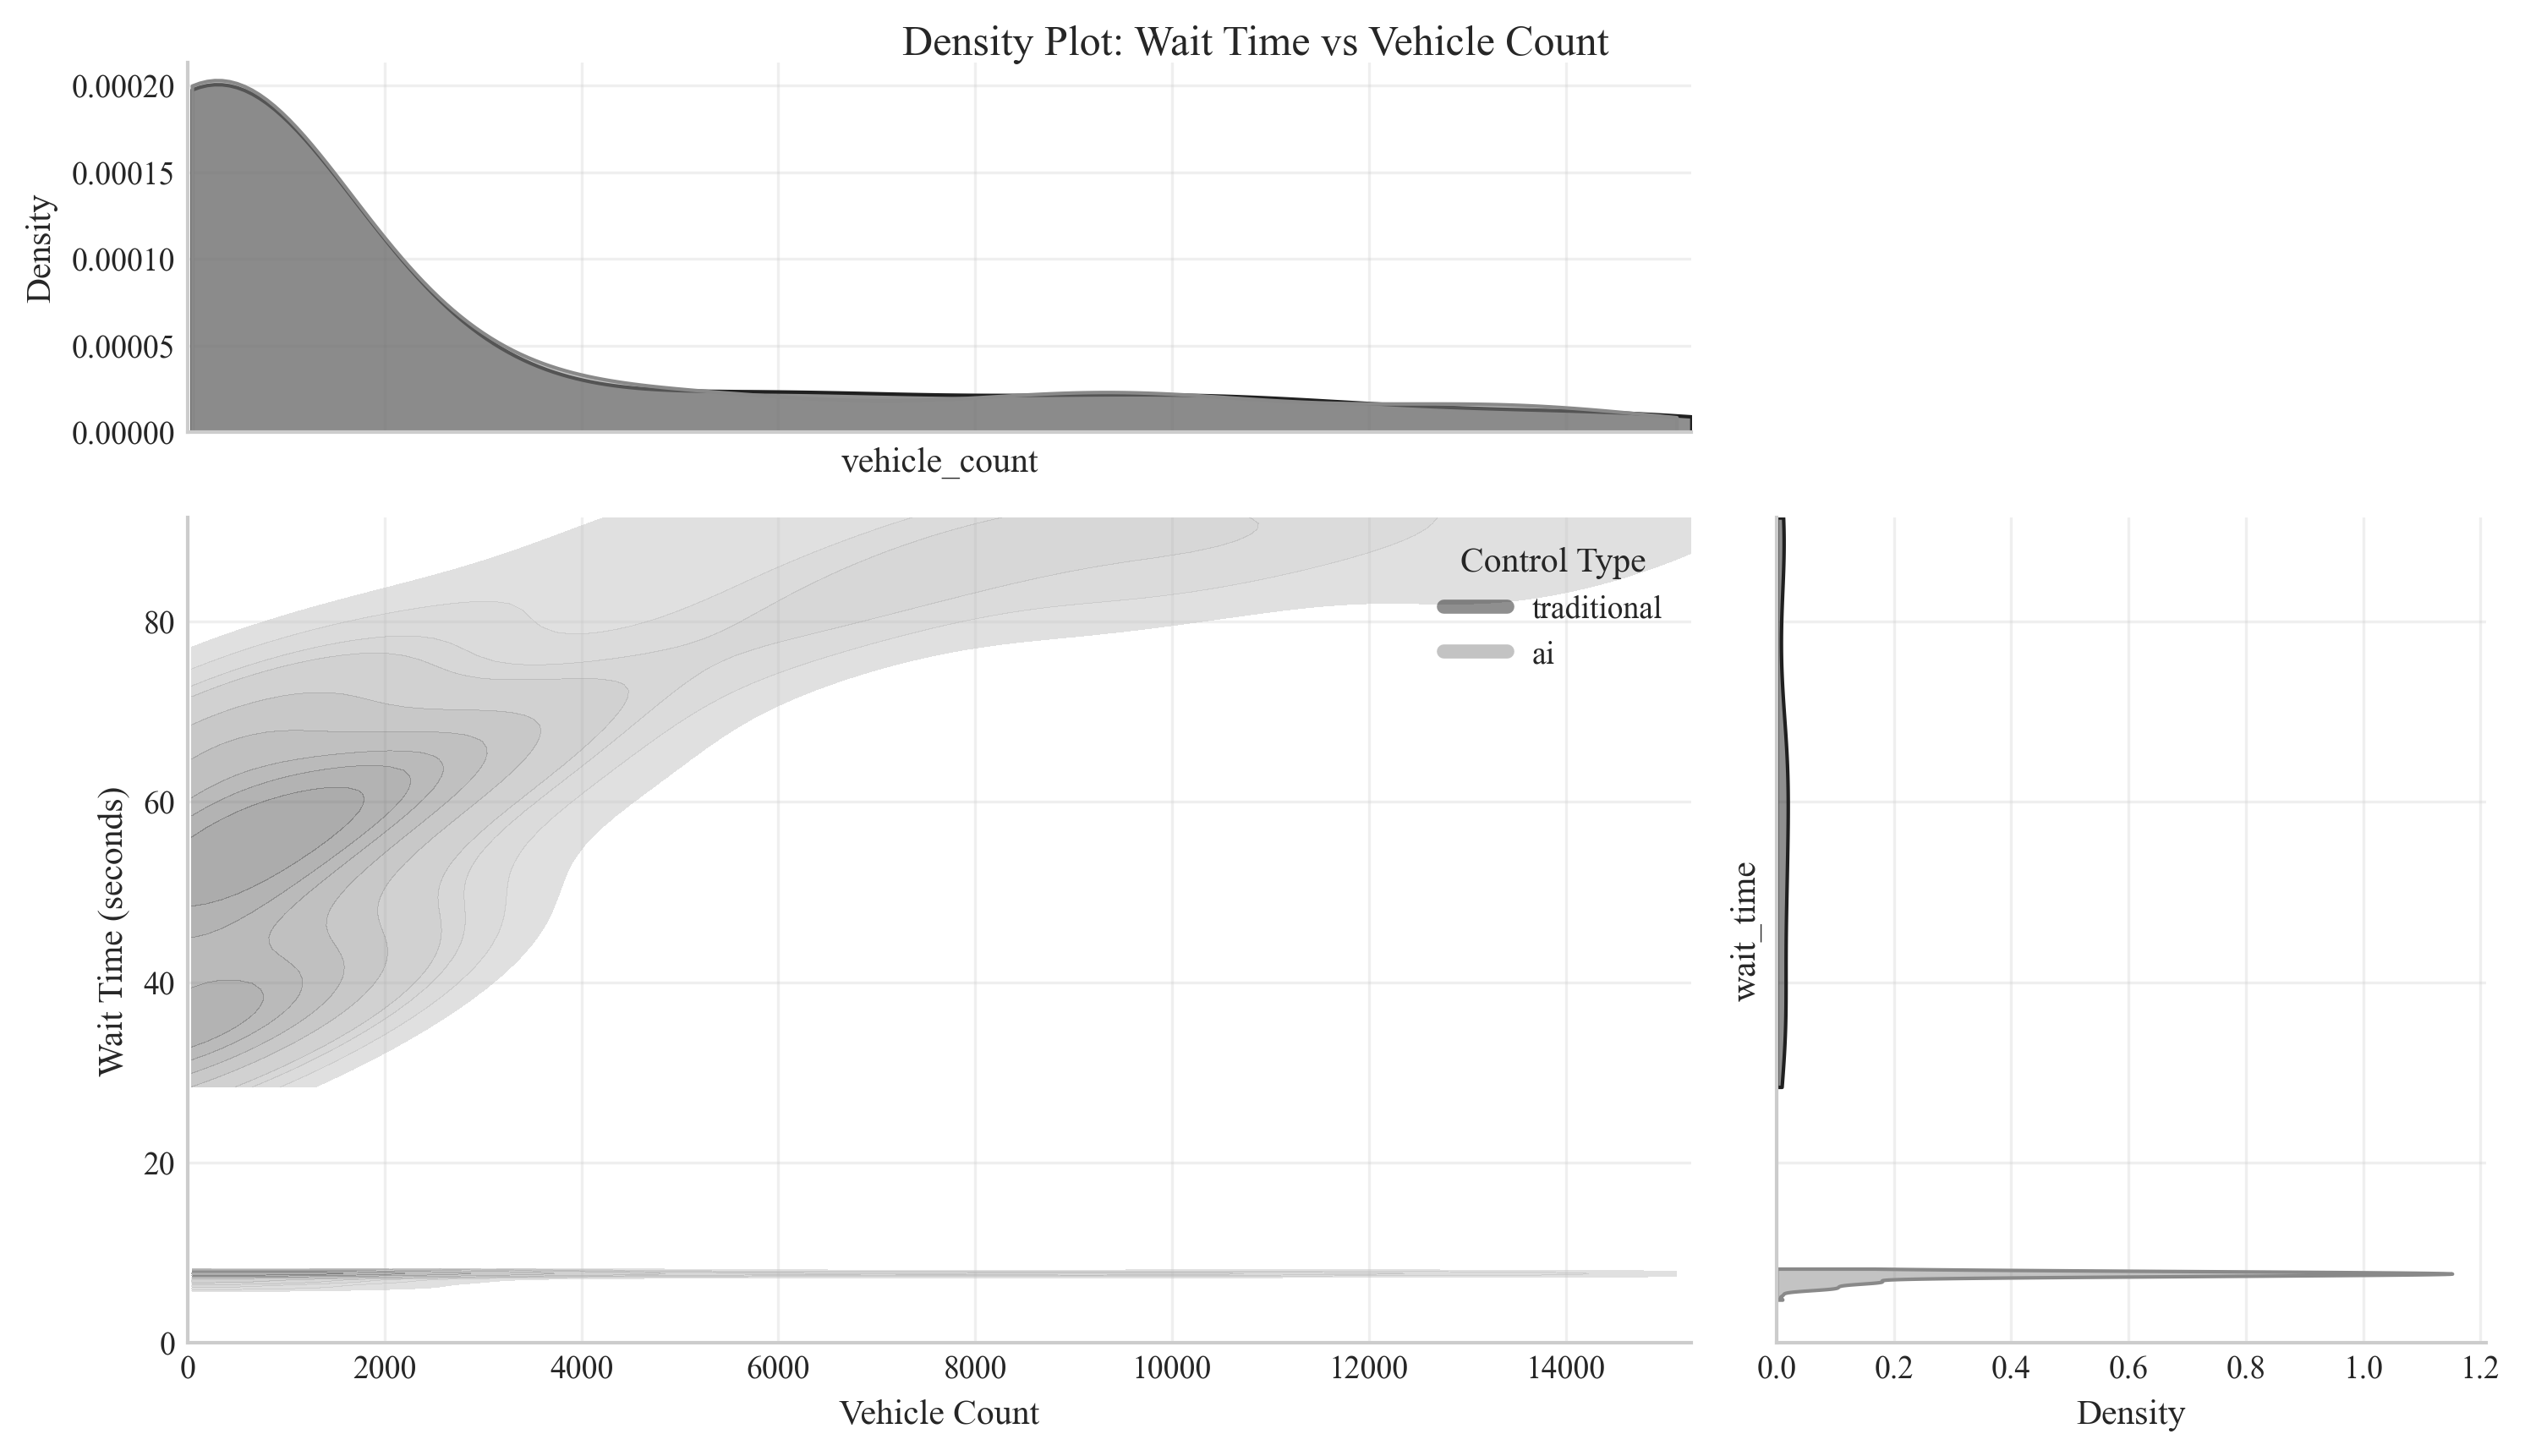 Density Plot: Wait Time vs Vehicle Count
0.00020
0.00015
0.00010
0.00005
0.00000
Density
vehicle_count
80
60
40
20
0
Wait Time (seconds)
Control Type
traditional
ai
0 2000 4000 6000 8000 10000 12000 14000
Vehicle Count
wait_time
0.0 0.2 0.4 0.6 0.8 1.0 1.2
Density